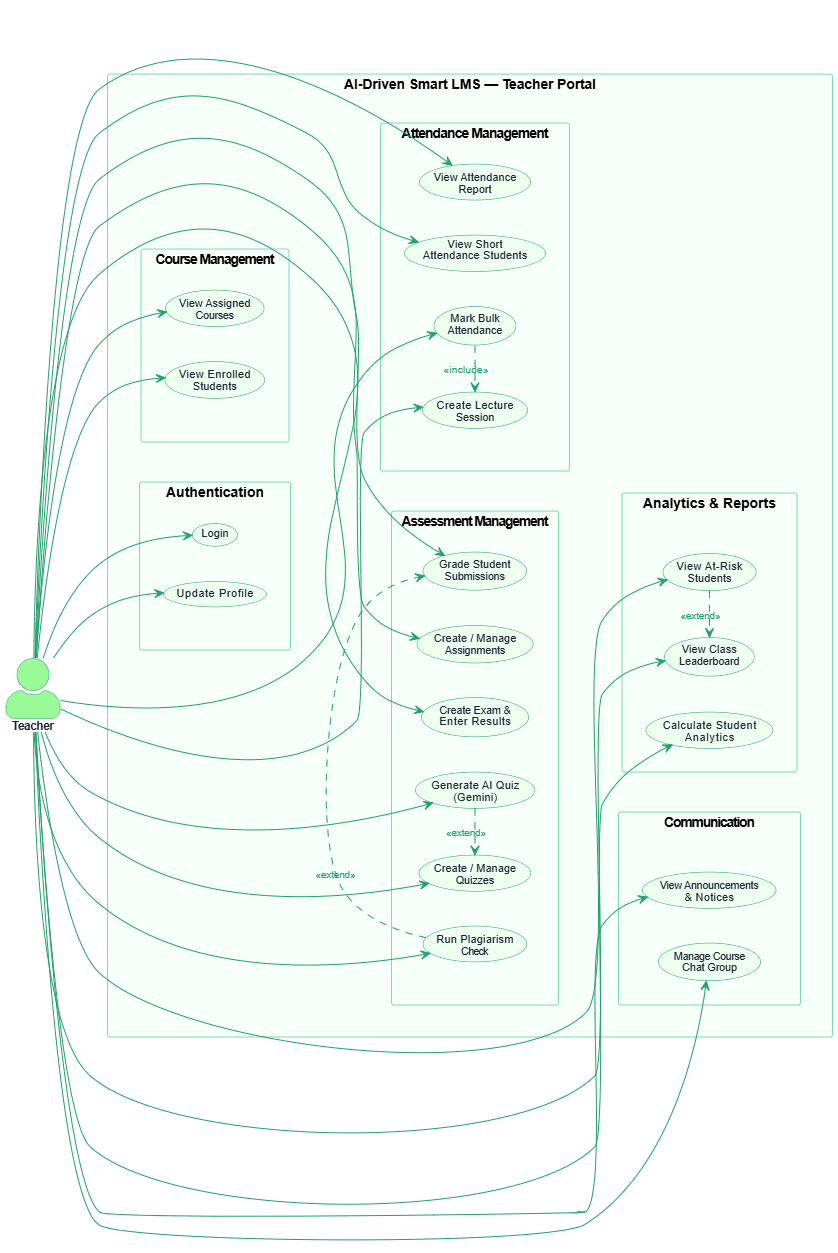 AI-Driven Smart LMS — Teacher Portal
Attendance Management
View Attendance
Report
View Short
Attendance Students
Mark Bulk
Attendance
«include»
Create Lecture
Session
Course Management
View Assigned
Courses
View Enrolled
Students
Authentication
Login
Update Profile
Teacher
Assessment Management
Grade Student
Submissions
Create / Manage
Assignments
Create Exam &
Enter Results
Generate AI Quiz
(Gemini)
«extend»
Create / Manage
Quizzes
«extend»
Run Plagiarism
Check
Analytics & Reports
View At-Risk
Students
«extend»
View Class
Leaderboard
Calculate Student
Analytics
Communication
View Announcements
& Notices
Manage Course
Chat Group